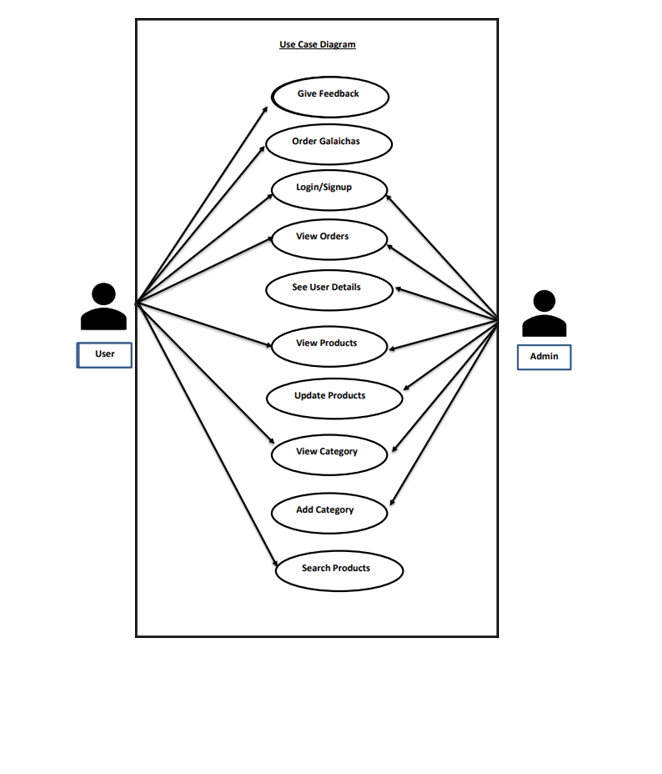 Use Case Diagram
Give Feedback
Order Galaichas
Login/Signup
View Orders
See User Details
View Products
User
Admin
Update Products
View Category
Add Category
Search Products